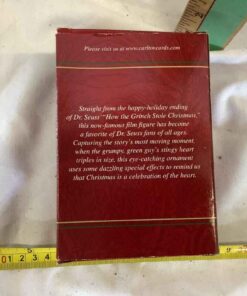 Please visit us at www.carltoncards.com
Straight from the happy-holiday ending
of Dr. Seuss' "How the Grinch Stole Christmas,"
this now-famous film figure has become
a favorite of Dr. Seuss fans of all ages.
Capturing the story's most moving moment,
when the grumpy, green guy's stingy heart
triples in size, this eye-catching ornament
uses some dazzling special effects to remind us
that Christmas is a celebration of the heart.